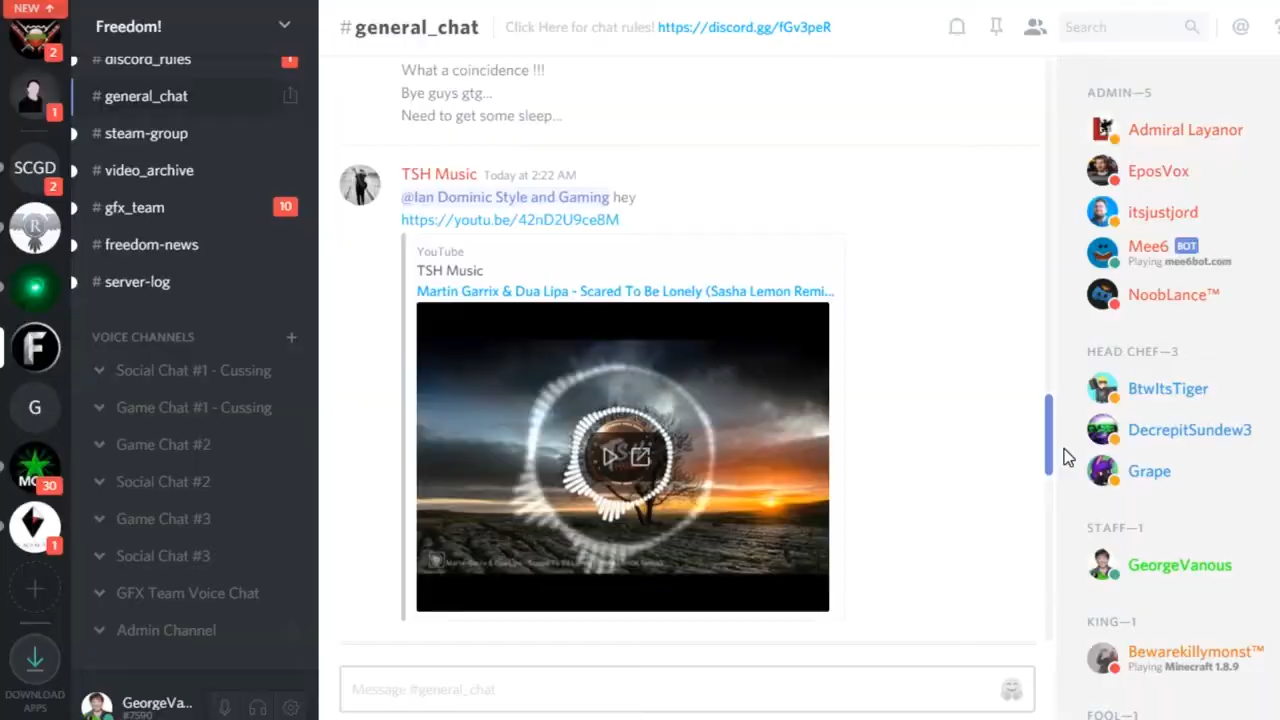 NEW ↑
2
1
SCGD
2
R
F
G
MC
30
1
+
DOWNLOAD
APPS
Freedom!
# discord_rules
1
# general_chat
# steam-group
# video_archive
# gfx_team
10
# freedom-news
# server-log
VOICE CHANNELS
+
Social Chat #1 - Cussing
Game Chat #1 - Cussing
Game Chat #2
Social Chat #2
Game Chat #3
Social Chat #3
GFX Team Voice Chat
Admin Channel
GeorgeVa...
#7590
#general_chat
Click Here for chat rules! https://discord.gg/fGv3peR
Search
@
What a coincidence !!!
Bye guys gtg...
Need to get some sleep...
TSH Music Today at 2:22 AM
@Ian Dominic Style and Gaming hey
https://youtu.be/42nD2U9ce8M
YouTube
TSH Music
Martin Garrix & Dua Lipa - Scared To Be Lonely (Sasha Lemon Remi...
Message #general_chat
ADMIN—5
Admiral Layanor
EposVox
itsjustjord
Mee6 BOT
Playing mee6bot.com
NoobLance™
HEAD CHEF—3
BtwItsTiger
DecrepitSundew3
Grape
STAFF—1
GeorgeVanous
KING—1
Bewarekillymonst™
Playing Minecraft 1.8.9
FOOL—1